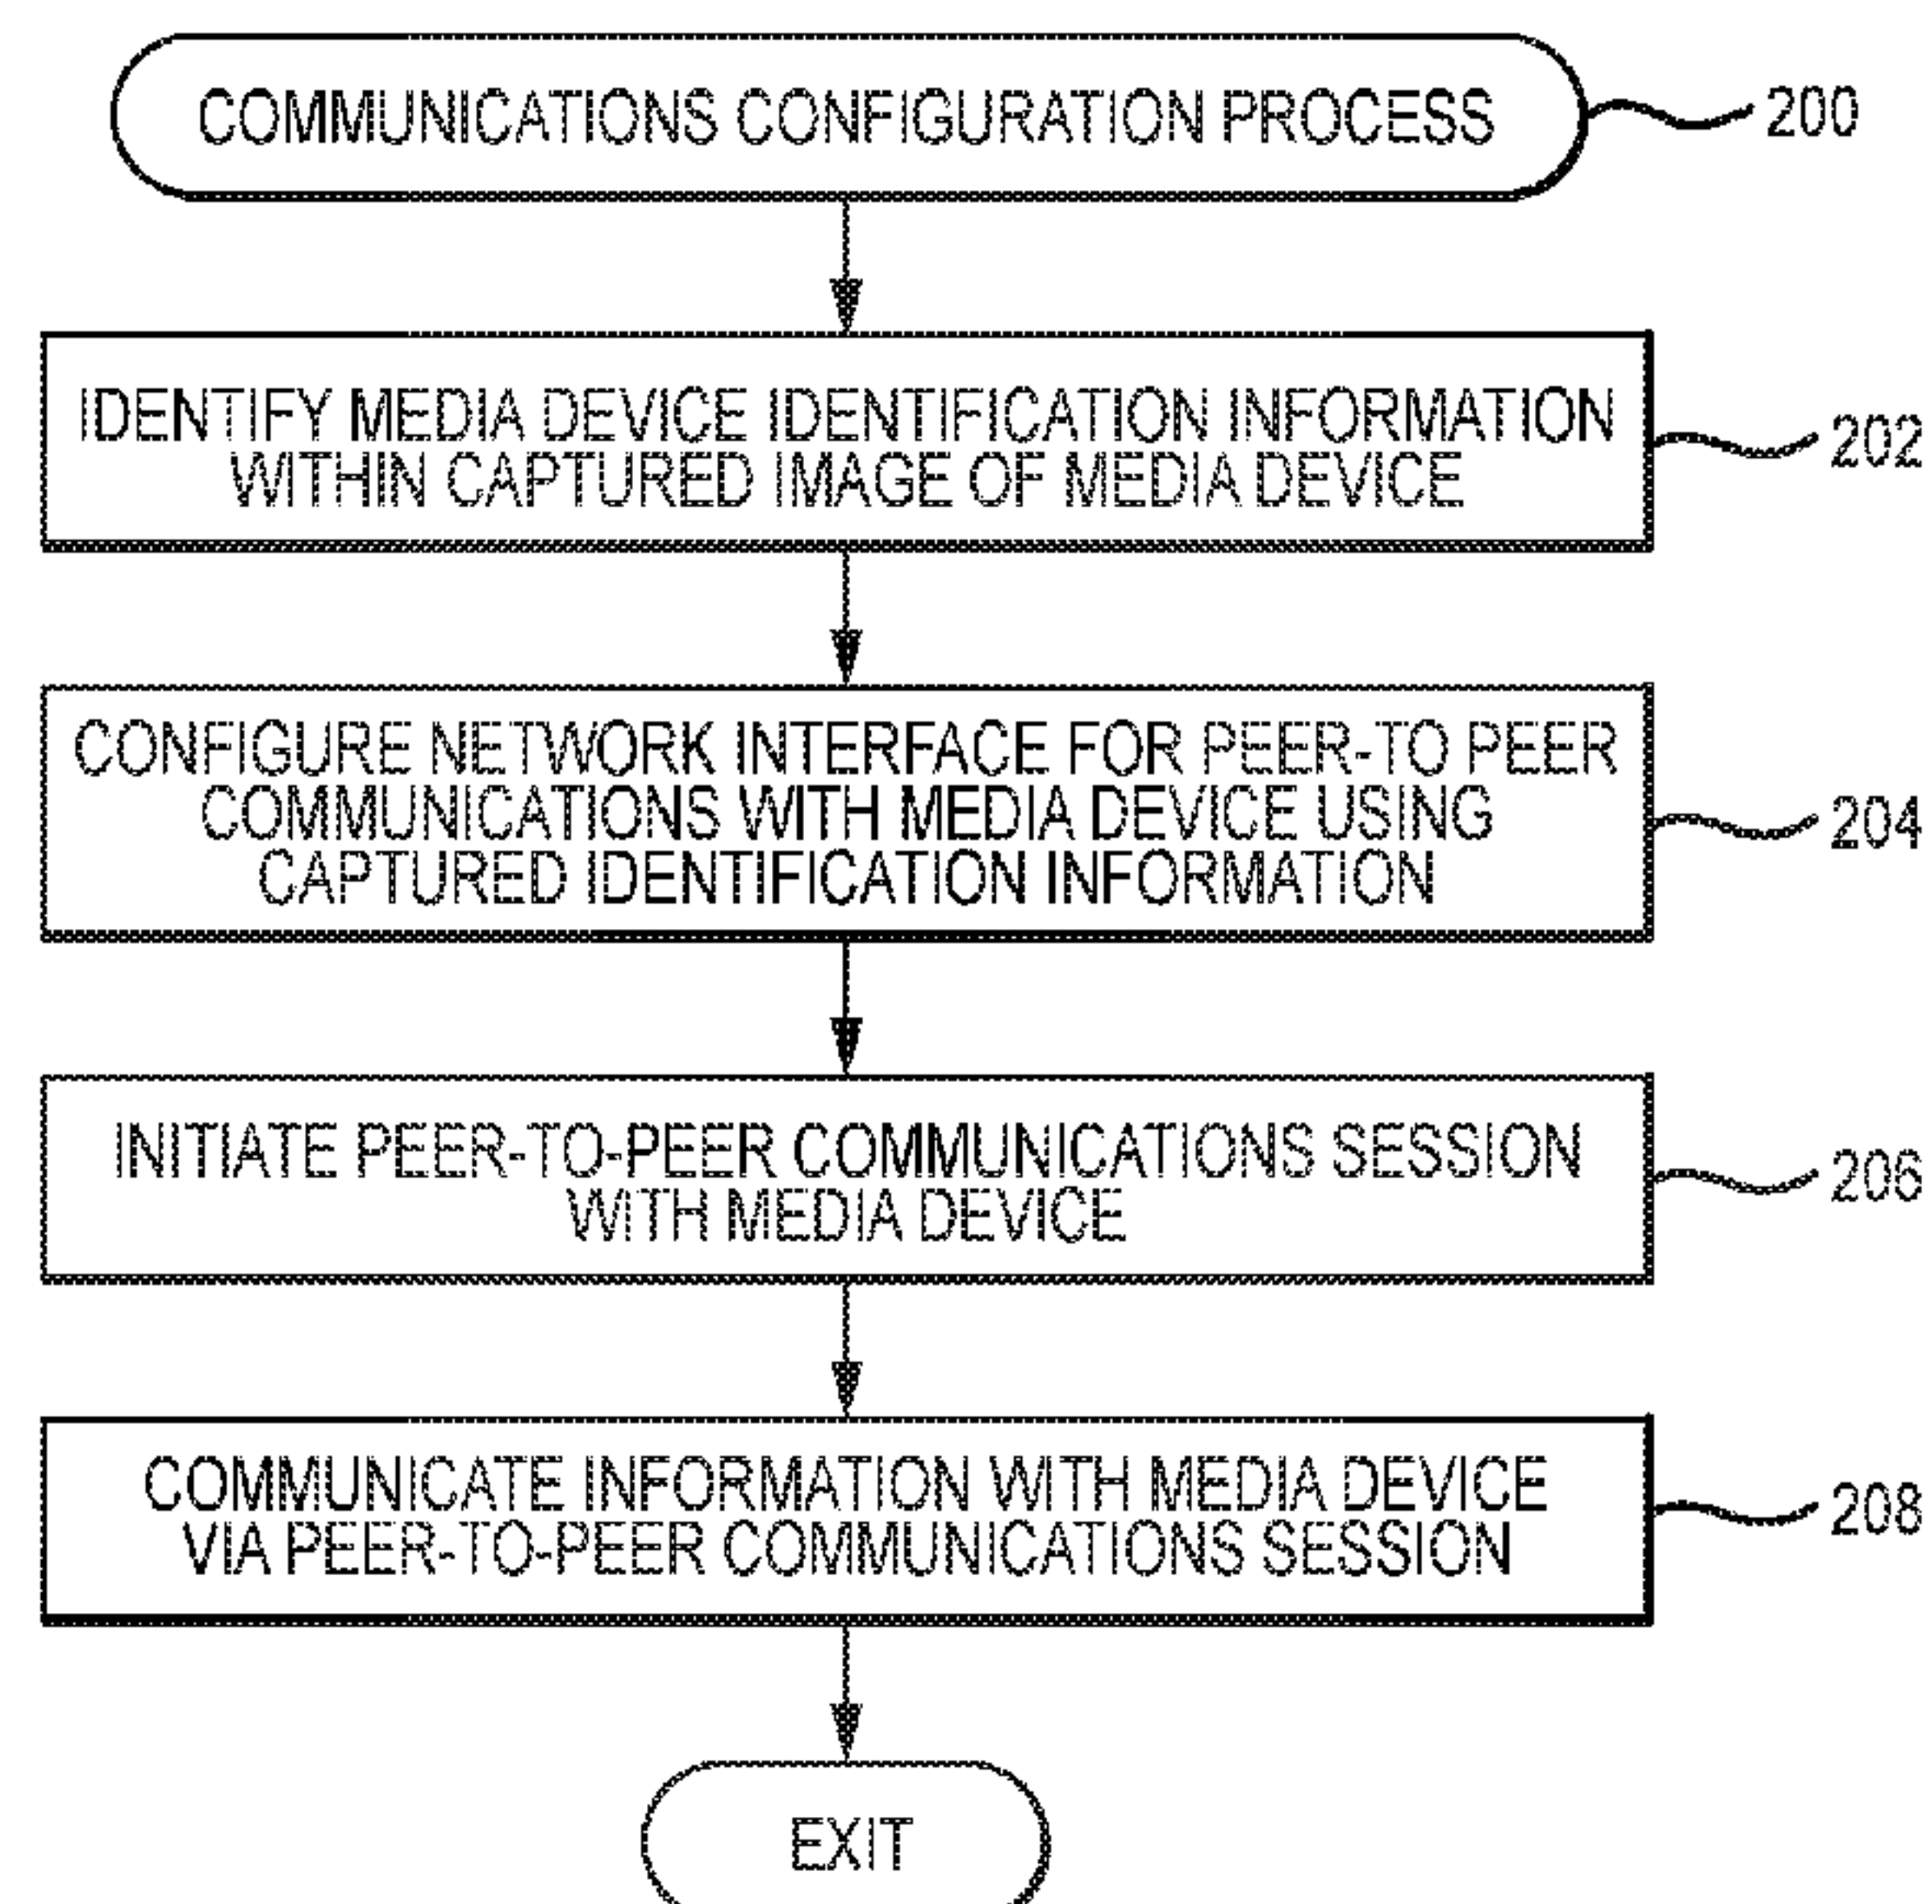 COMMUNICATIONS CONFIGURATION PROCESS
200
IDENTIFY MEDIA DEVICE IDENTIFICATION INFORMATION
WITHIN CAPTURED IMAGE OF MEDIA DEVICE
202
CONFIGURE NETWORK INTERFACE FOR PEER-TO PEER
COMMUNICATIONS WITH MEDIA DEVICE USING
CAPTURED IDENTIFICATION INFORMATION
204
INITIATE PEER-TO-PEER COMMUNICATIONS SESSION
WITH MEDIA DEVICE
206
COMMUNICATE INFORMATION WITH MEDIA DEVICE
VIA PEER-TO-PEER COMMUNICATIONS SESSION
208
EXIT